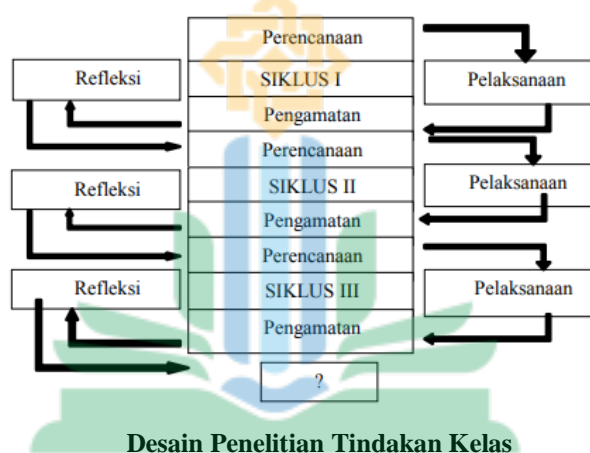 Perencanaan
Refleksi
SIKLUS I
Pelaksanaan
Pengamatan
Perencanaan
Refleksi
SIKLUS II
Pelaksanaan
Pengamatan
Perencanaan
Refleksi
SIKLUS III
Pelaksanaan
Pengamatan
?
Desain Penelitian Tindakan Kelas